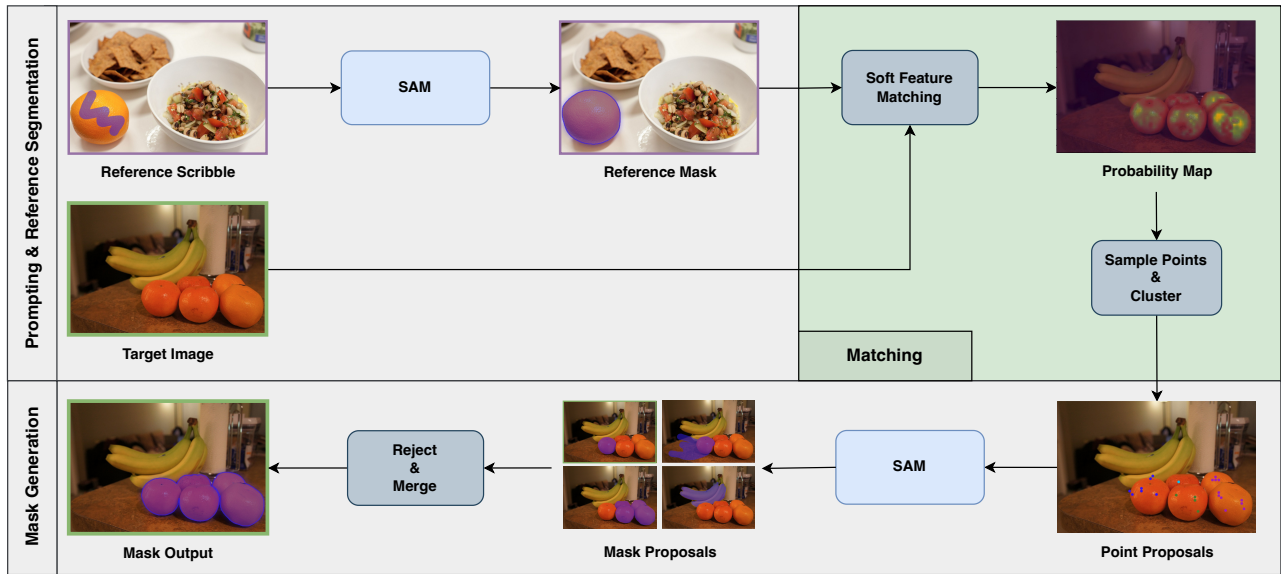 Prompting & Reference Segmentation
SAM
Soft Feature
Matching
Reference Scribble
Reference Mask
Probability Map
Sample Points
&
Cluster
Target Image
Matching
Mask Generation
Reject
&
Merge
SAM
Mask Output
Mask Proposals
Point Proposals